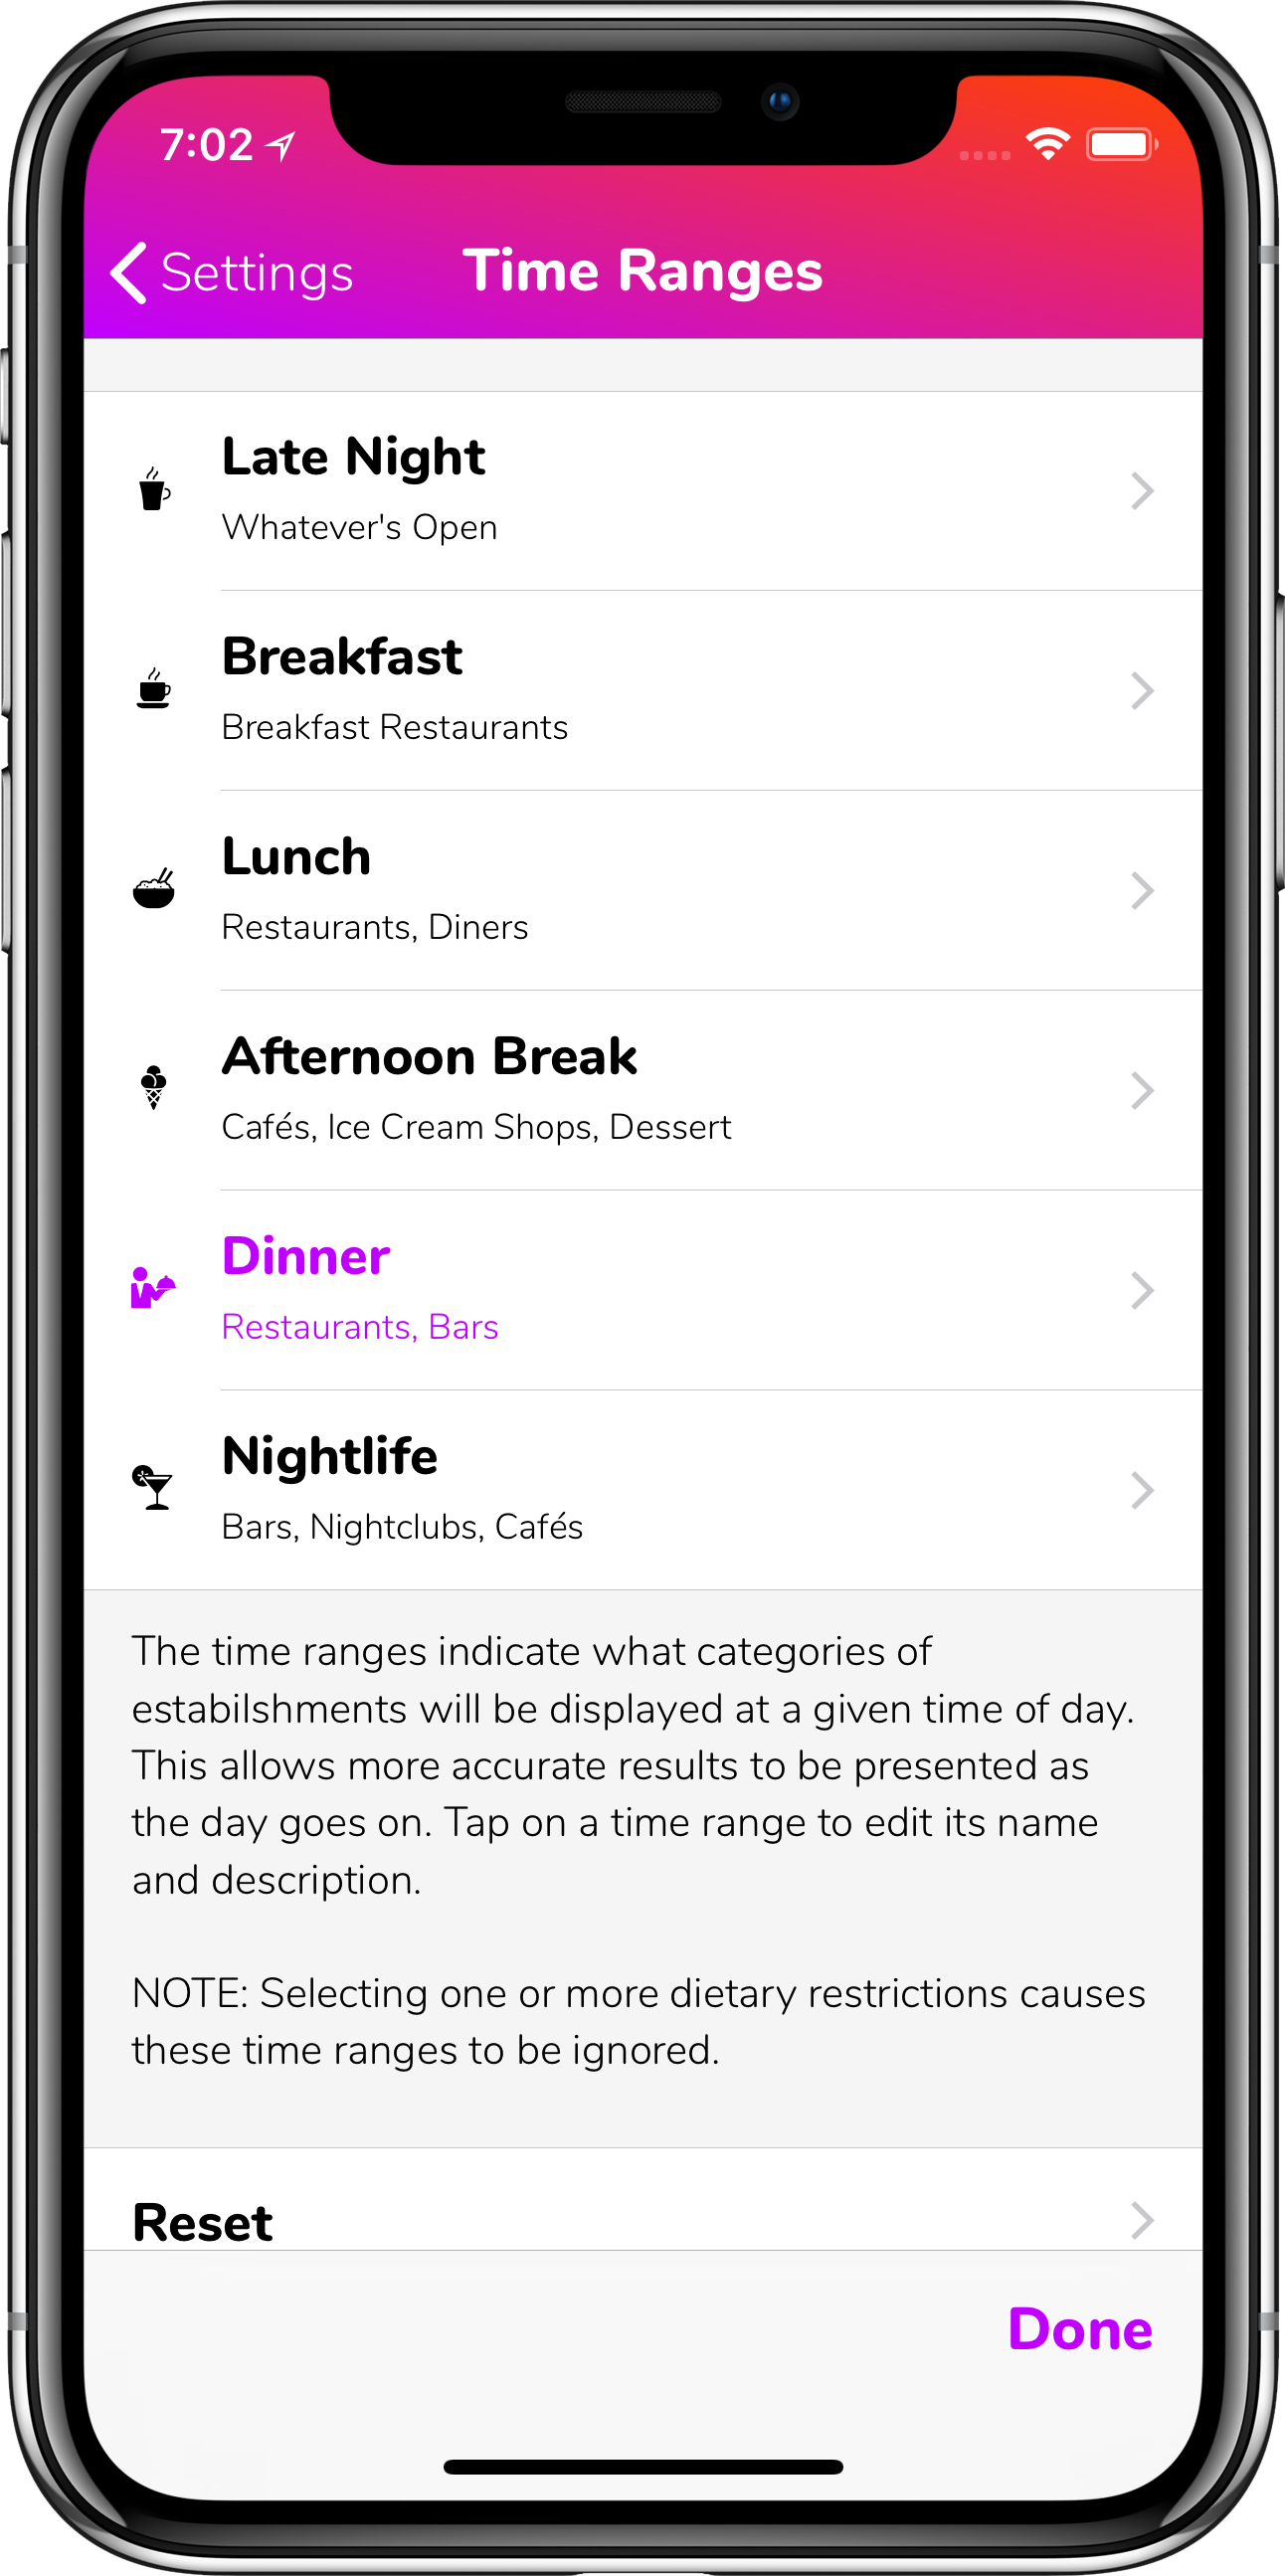 7:02
Settings
Time Ranges
Late Night
Whatever's Open
Breakfast
Breakfast Restaurants
Lunch
Restaurants, Diners
Afternoon Break
Cafés, Ice Cream Shops, Dessert
Dinner
Restaurants, Bars
Nightlife
Bars, Nightclubs, Cafés
The time ranges indicate what categories of
estabilshments will be displayed at a given time of day.
This allows more accurate results to be presented as
the day goes on. Tap on a time range to edit its name
and description.
NOTE: Selecting one or more dietary restrictions causes
these time ranges to be ignored.
Reset
Done